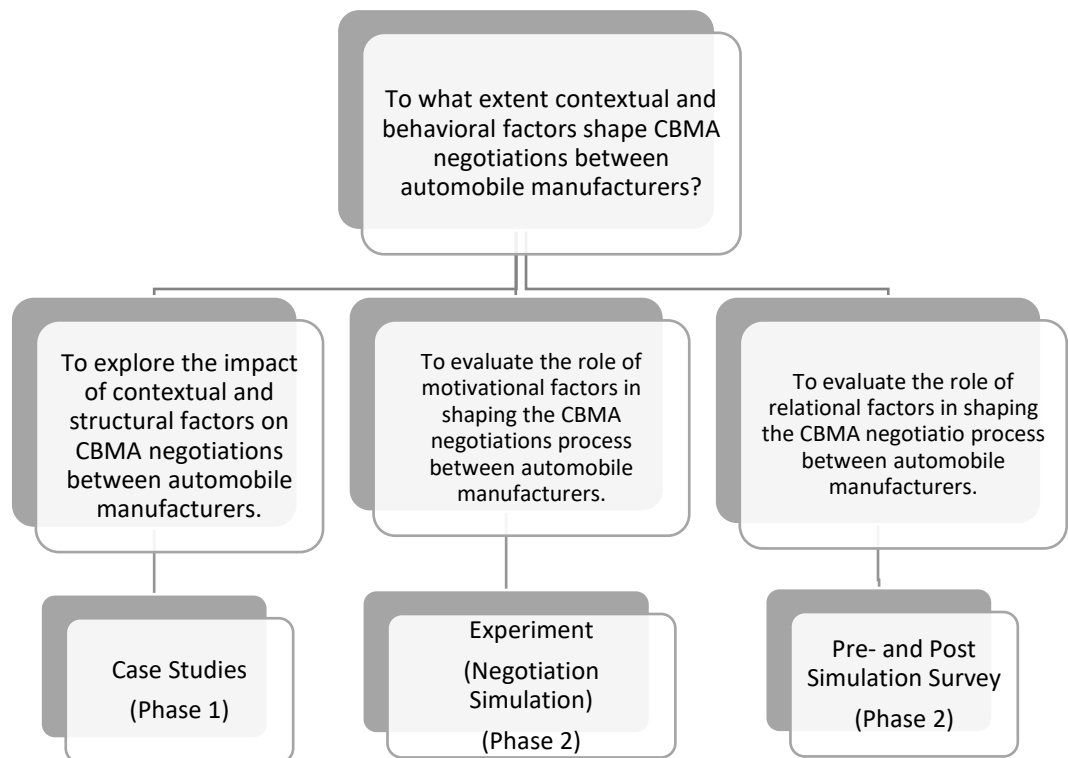 To what extent contextual and
behavioral factors shape CBMA
negotiations between
automobile manufacturers?
To explore the impact
of contextual and
structural factors on
CBMA negotiations
between automobile
manufacturers.
To evaluate the role of
motivational factors in
shaping the CBMA
negotiations process
between automobile
manufacturers.
To evaluate the role of
relational factors in shaping
the CBMA negotiatio process
between automobile
manufacturers.
Case Studies
(Phase 1)
Experiment
(Negotiation
Simulation)
(Phase 2)
Pre- and Post
Simulation Survey
(Phase 2)